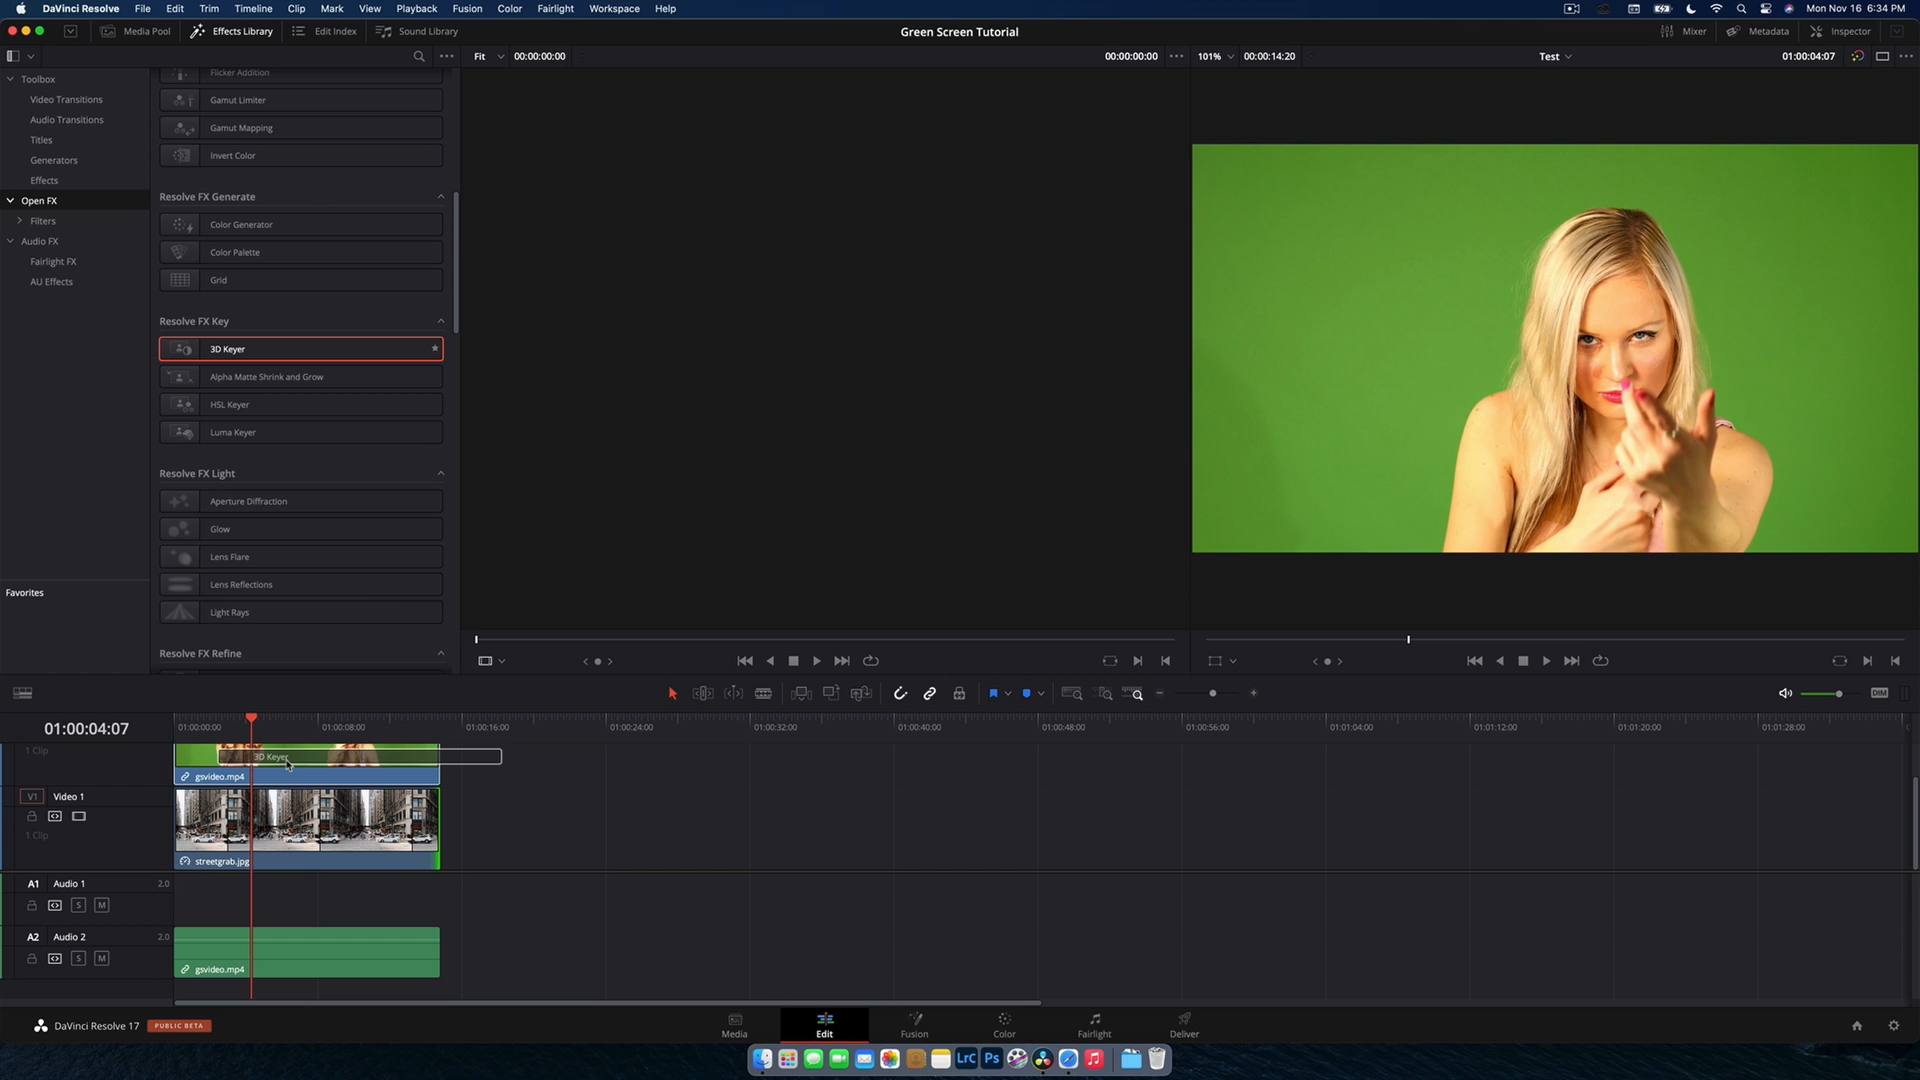 DaVinci Resolve File Edit Trim Timeline Clip Mark View Playback Fusion Color Fairlight Workspace Help Mon Nov 16 6:34 PM
Media Pool Effects Library Edit Index Sound Library Green Screen Tutorial Mixer Metadata Inspector
Fit 00:00:00:00 00:00:00:00 101% 00:00:14:20 Test 01:00:04:07
Toolbox
Video Transitions
Audio Transitions
Titles
Generators
Effects
Open FX
Filters
Audio FX
Fairlight FX
AU Effects
Favorites
Flicker Addition
Gamut Limiter
Gamut Mapping
Invert Color
Resolve FX Generate
Color Generator
Color Palette
Grid
Resolve FX Key
3D Keyer
Alpha Matte Shrink and Grow
HSL Keyer
Luma Keyer
Resolve FX Light
Aperture Diffraction
Glow
Lens Flare
Lens Reflections
Light Rays
Resolve FX Refine
DIM
01:00:04:07 01:00:00:00 01:00:08:00 01:00:16:00 01:00:24:00 01:00:32:00 01:00:40:00 01:00:48:00 01:00:56:00 01:01:04:00 01:01:12:00 01:01:20:00 01:01:28:00
1 Clip
3D Keyer
gsvideo.mp4
V1 Video 1
1 Clip
streetgrab.jpg
A1 Audio 1 2.0
S M
A2 Audio 2 2.0
S M
gsvideo.mp4
DaVinci Resolve 17 PUBLIC BETA
Media Edit Fusion Color Fairlight Deliver
LrC Ps